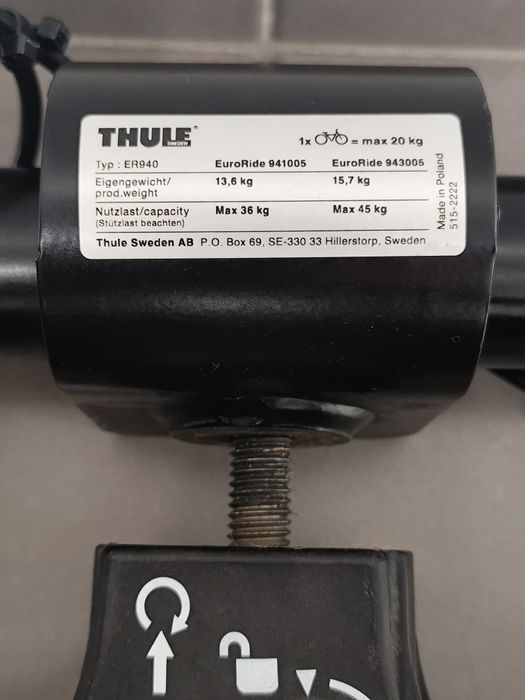 THULE®
SWEDEN
1x = max 20 kg
Typ : ER940 EuroRide 941005 EuroRide 943005
Eigengewicht/ 13,6 kg 15,7 kg
prod.weight
Nutzlast/capacity Max 36 kg Max 45 kg
(Stützlast beachten)
Thule Sweden AB P.O. Box 69, SE-330 33 Hillerstorp, Sweden
Made in Poland
515-2222